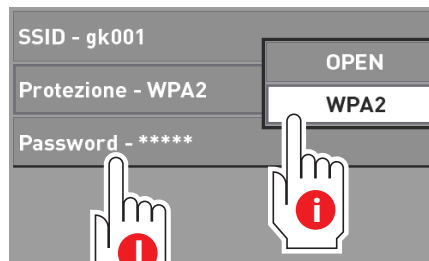 SSID - gk001
OPEN
Protezione - WPA2
WPA2
Password - *****
i
!